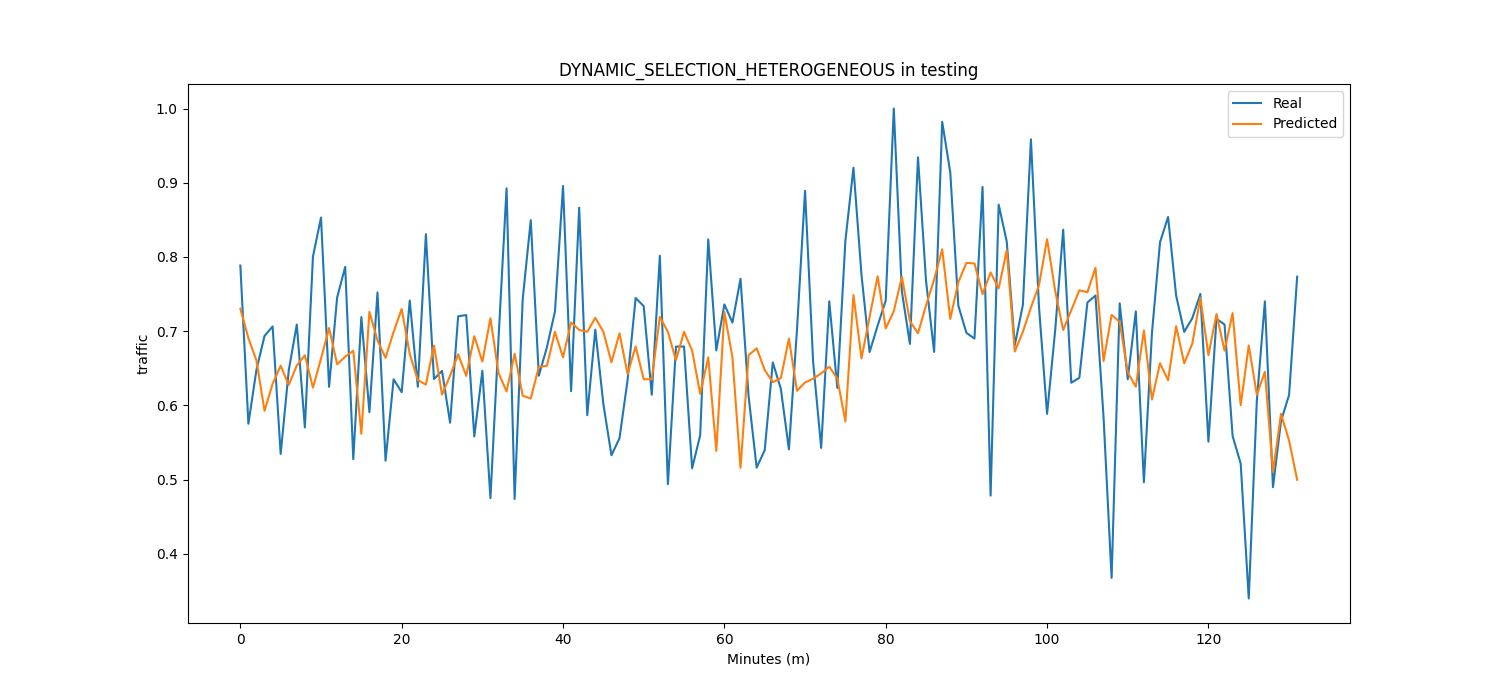 DYNAMIC_SELECTION_HETEROGENEOUS in testing
Real
Predicted
1.0
0.9
0.8
0.7
0.6
0.5
0.4
traffic
0 20 40 60 80 100 120
Minutes (m)